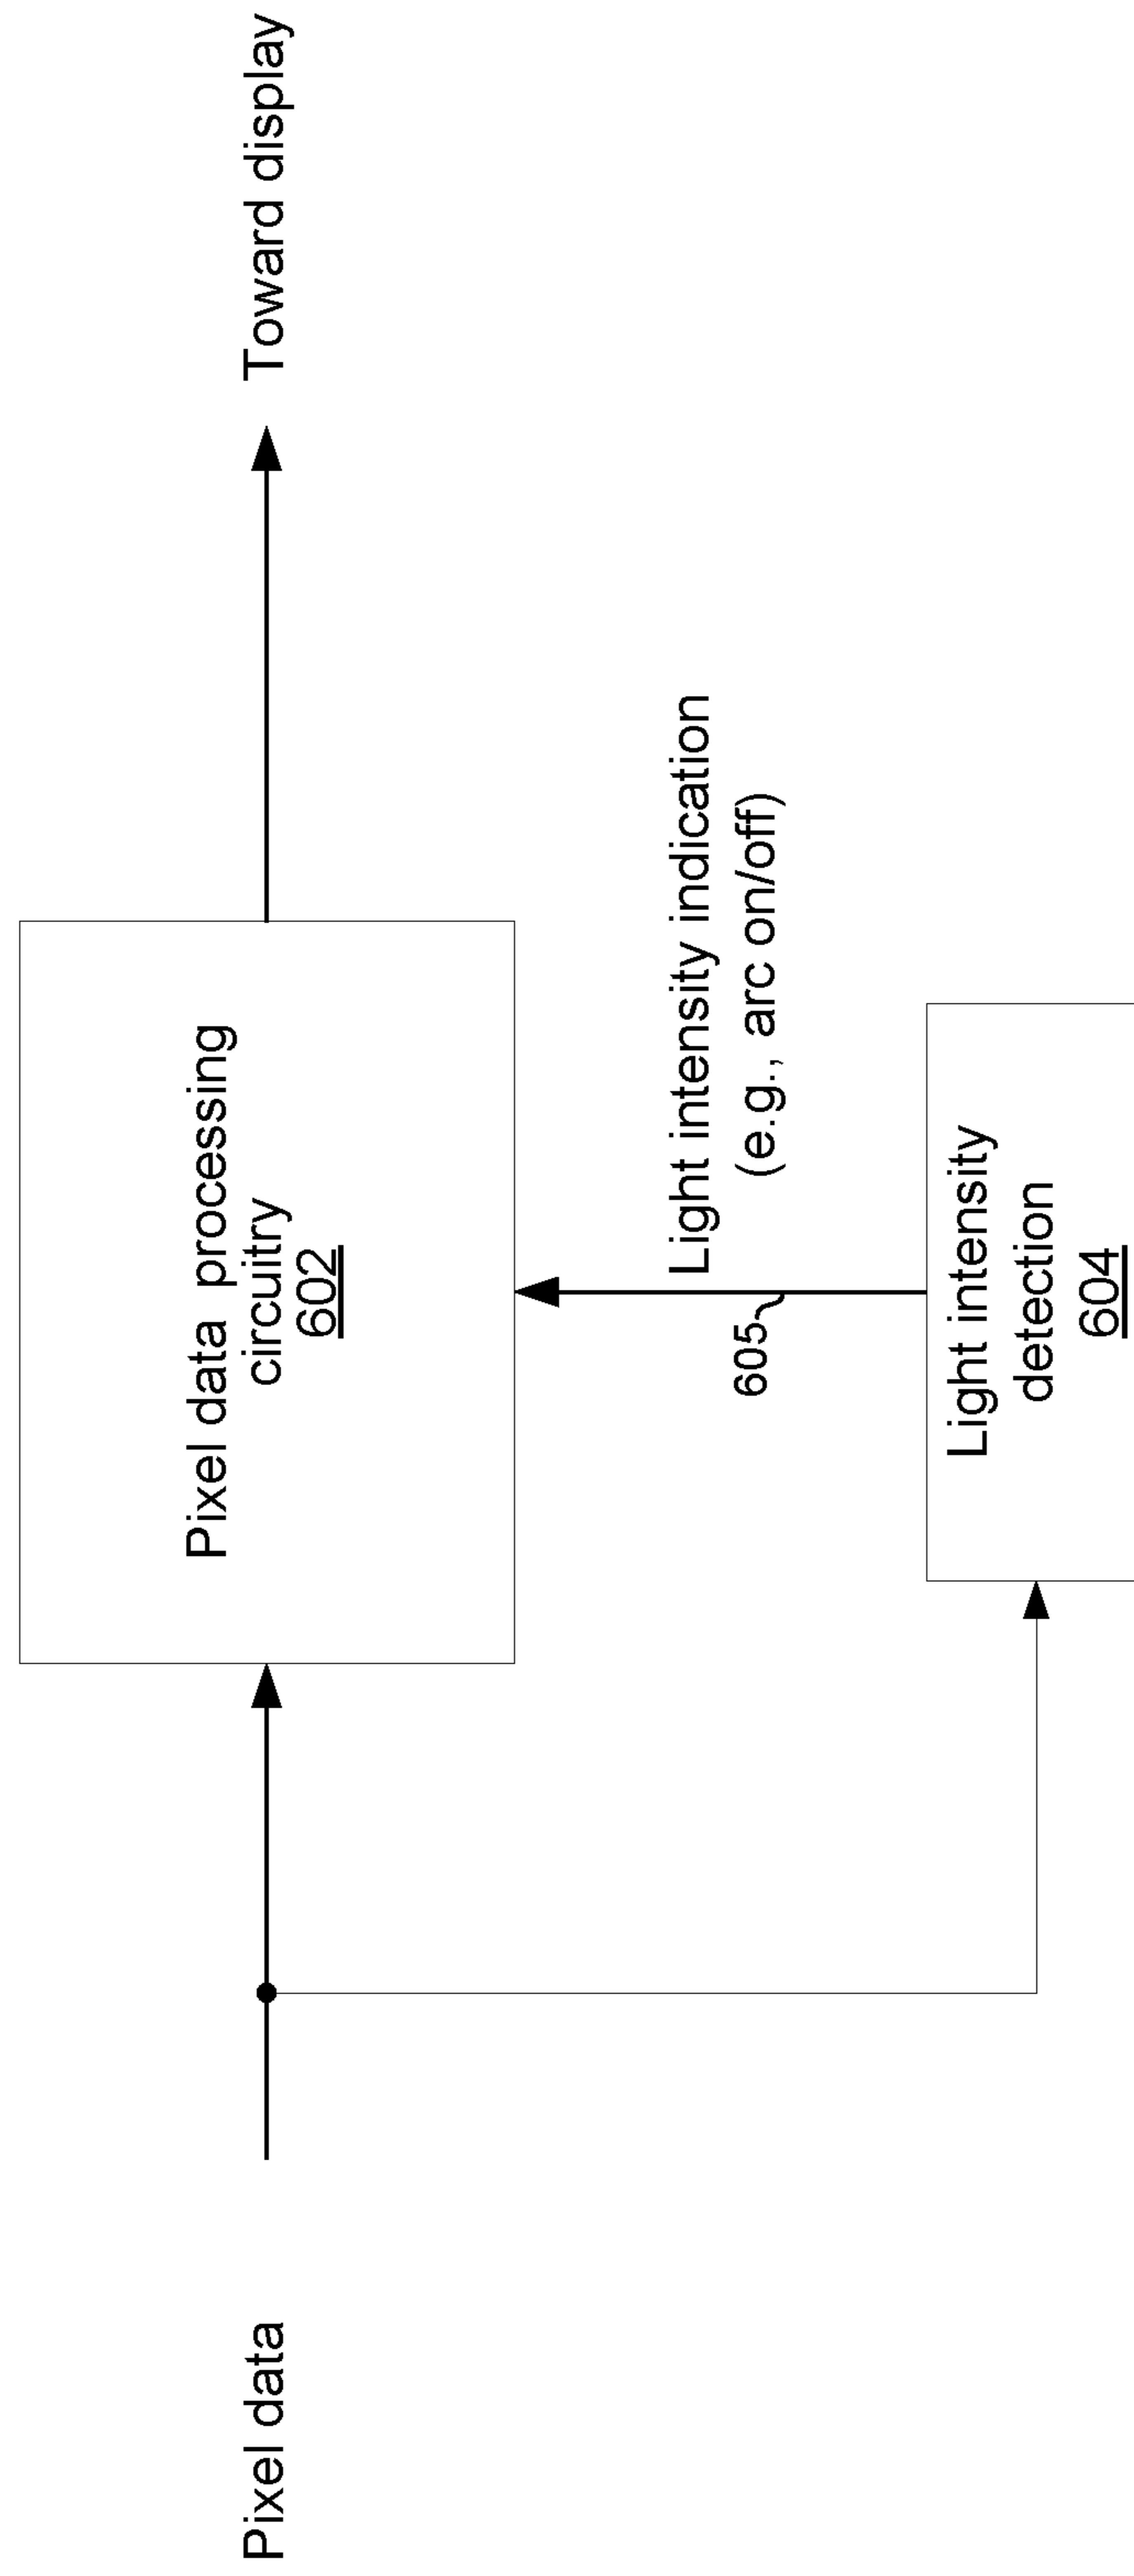 Pixel data
Pixel data processing
circuitry
602
Toward display
605
Light intensity indication
(e.g., arc on/off)
Light intensity
detection
604